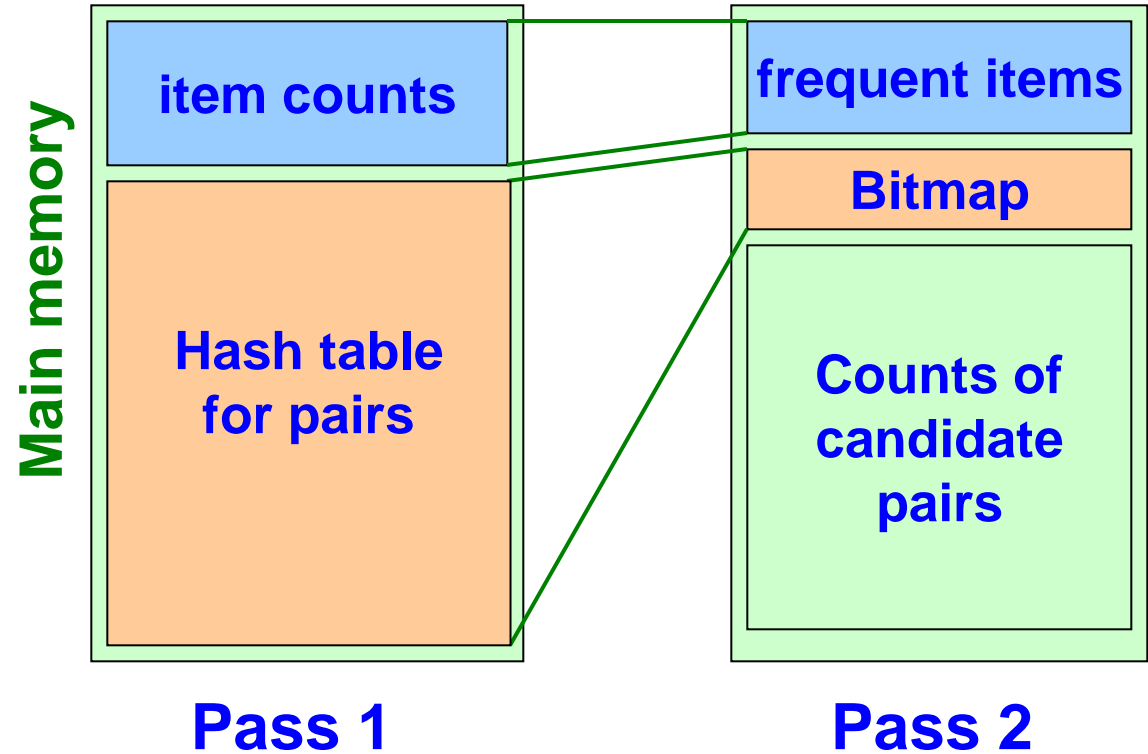 Main memory
item counts
Hash table
for pairs
Pass 1
frequent items
Bitmap
Counts of
candidate
pairs
Pass 2